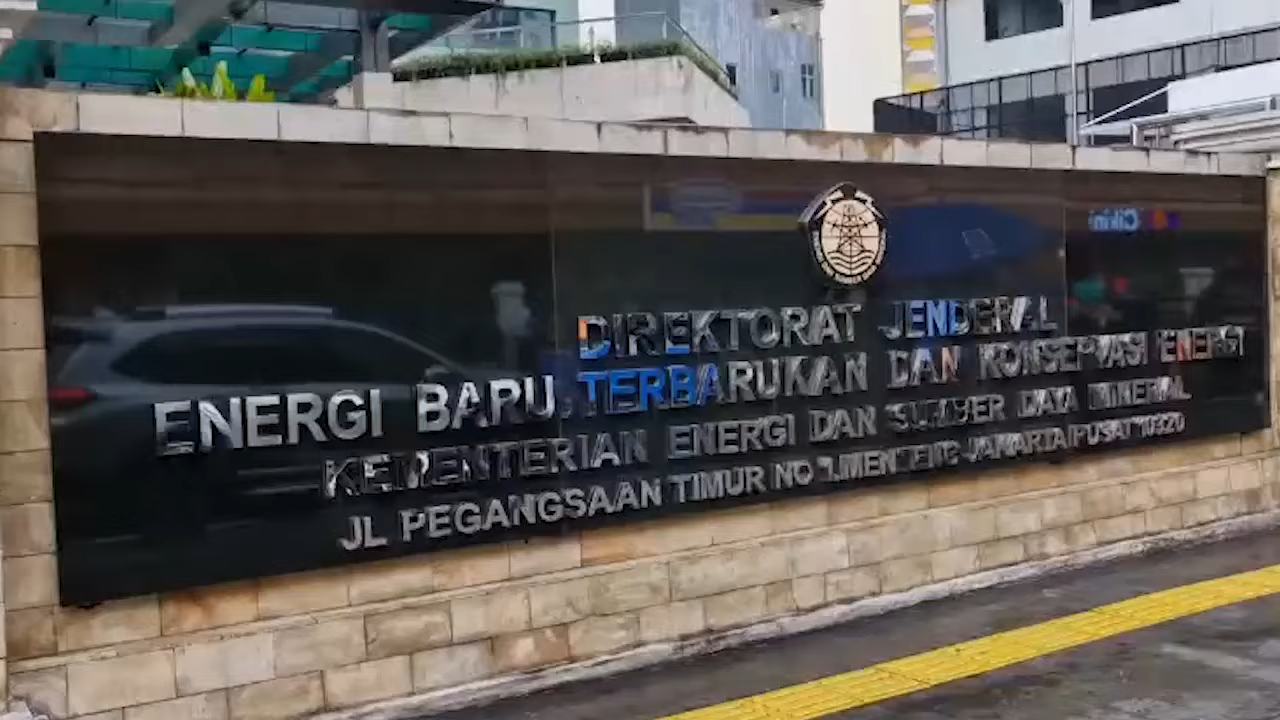 DIREKTORAT JENDERAL
ENERGI BARU, TERBARUKAN DAN KONSERVASI ENERGI
KEMENTERIAN ENERGI DAN SUMBER DAYA MINERAL
JL PEGANGSAAN TIMUR NO 1.MENTENG-JAKARTA PUSAT 10320
Cikini